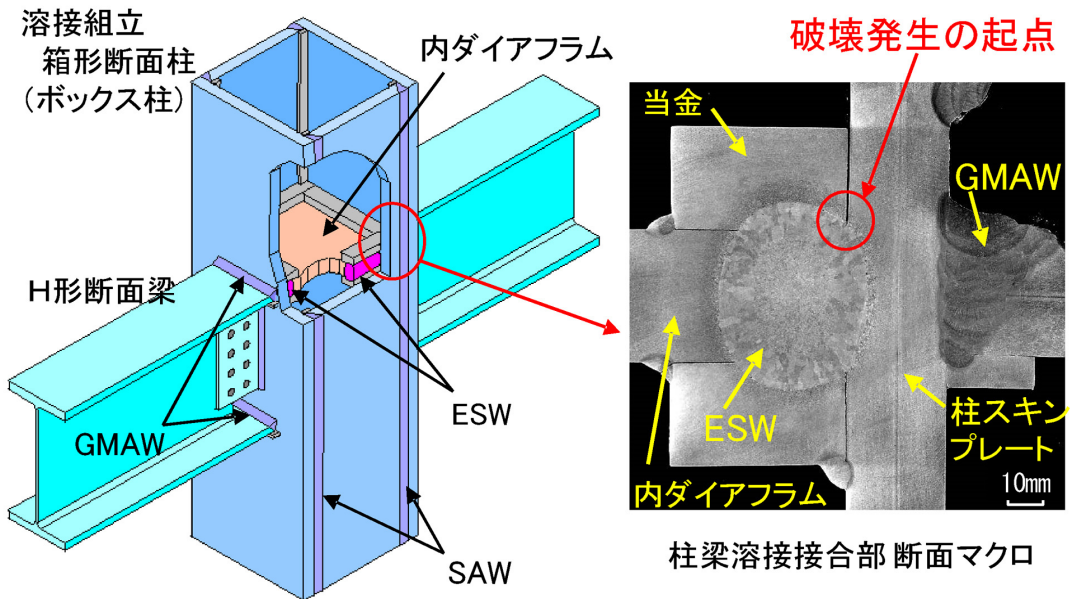 溶接組立
箱形断面柱
(ボックス柱)
内ダイアフラム
H形断面梁
GMAW
ESW
SAW
破壊発生の起点
当金
GMAW
ESW
柱スキン
プレート
内ダイアフラム
10mm
柱梁溶接接合部 断面マクロ